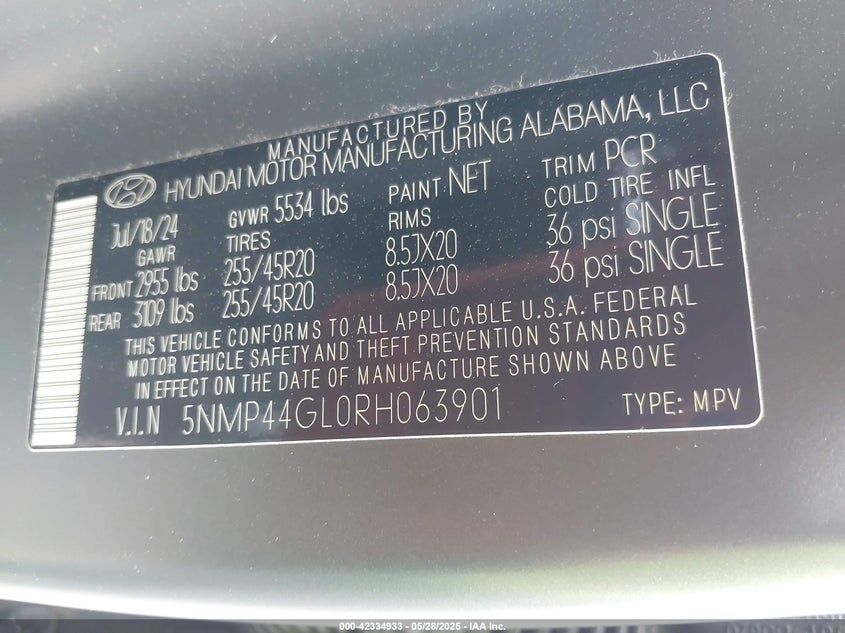 MANUFACTURED BY
HYUNDAI MOTOR MANUFACTURING ALABAMA, LLC
Jul/18/24 GVWR 5534 lbs PAINT NET TRIM PCR
GAWR TIRES RIMS COLD TIRE INFL
FRONT 2955 lbs 255/45R20 8.5JX20 36 psi SINGLE
REAR 3109 lbs 255/45R20 8.5JX20 36 psi SINGLE
THIS VEHICLE CONFORMS TO ALL APPLICABLE U.S.A. FEDERAL
MOTOR VEHICLE SAFETY AND THEFT PREVENTION STANDARDS
IN EFFECT ON THE DATE OF MANUFACTURE SHOWN ABOVE
V.I.N 5NMP44GL0RH063901 TYPE: MPV
000-42334933 - 05/28/2025 - IAA Inc.